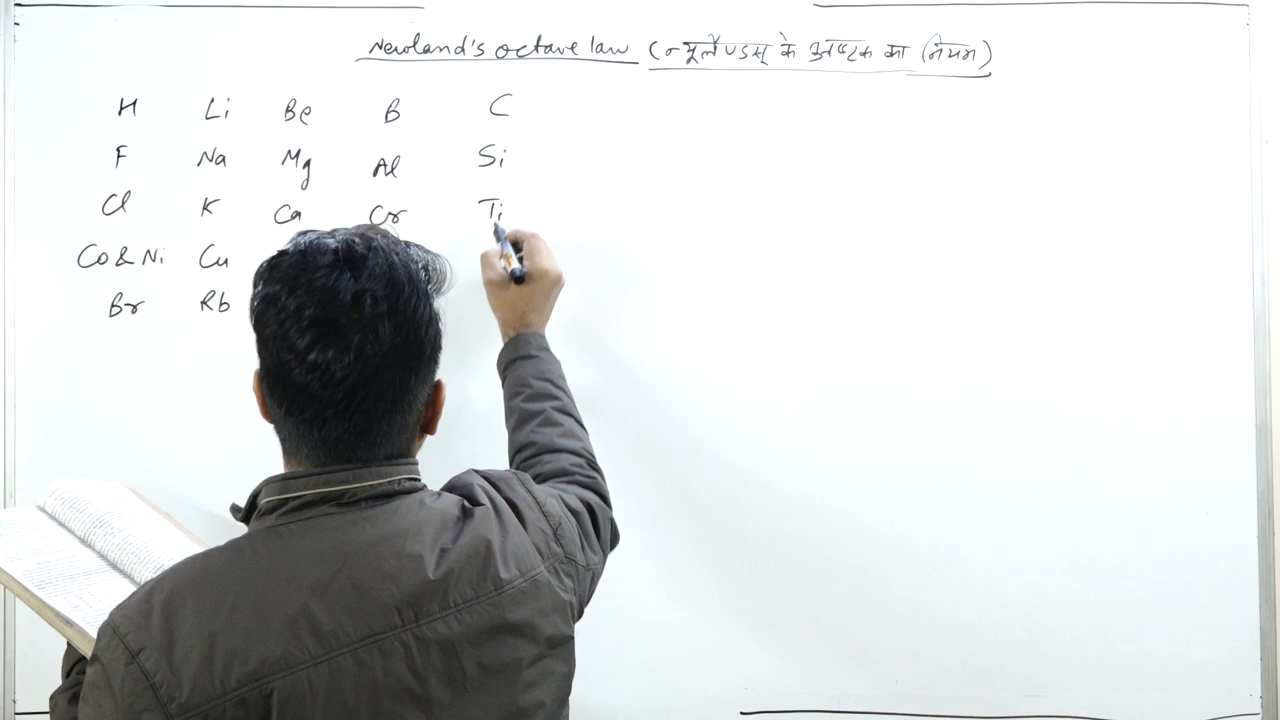 Newland's octave law (न्यूलैण्डस् के अष्टक का नियम)
H Li Be B C
F Na Mg Al Si
Cl K Ca Cr Ti
Co & Ni Cu
Br Rb